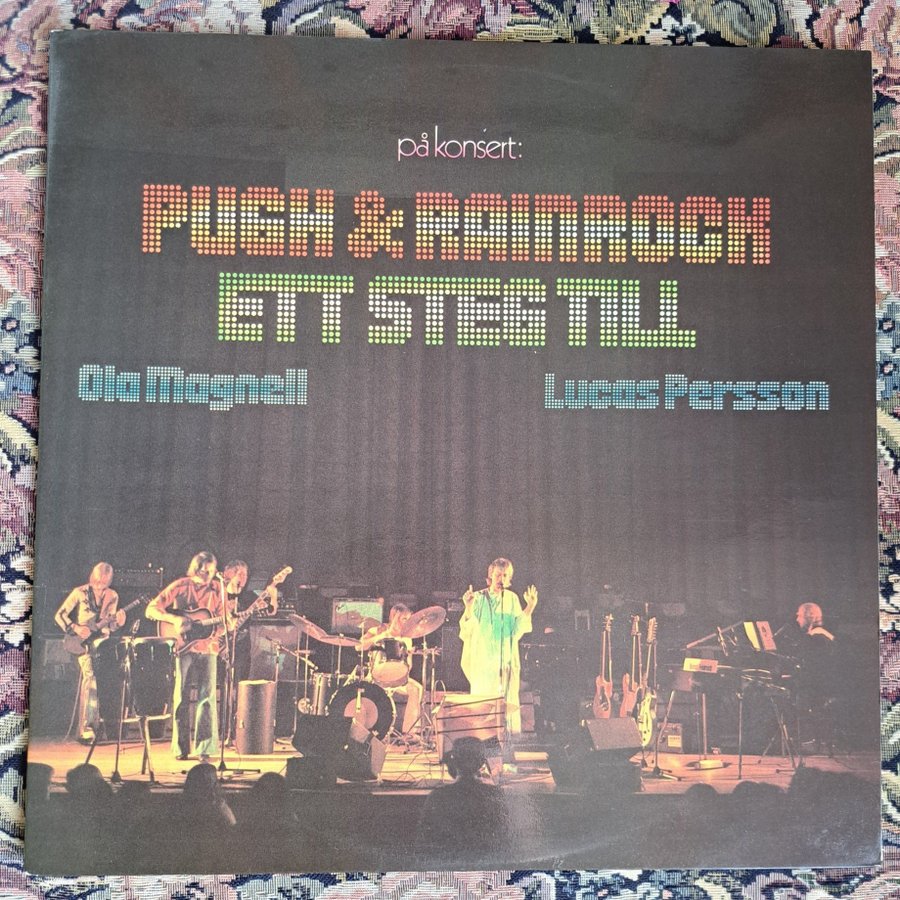 på konsert:
PUGH & RAINROCK
ETT STEG TILL
Ola Magnell Lucas Persson